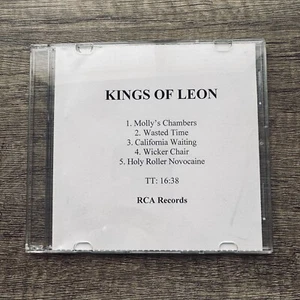 KINGS OF LEON
1. Molly's Chambers
2. Wasted Time
3. California Waiting
4. Wicker Chair
5. Holy Roller Novocaine
TT: 16:38
RCA Records